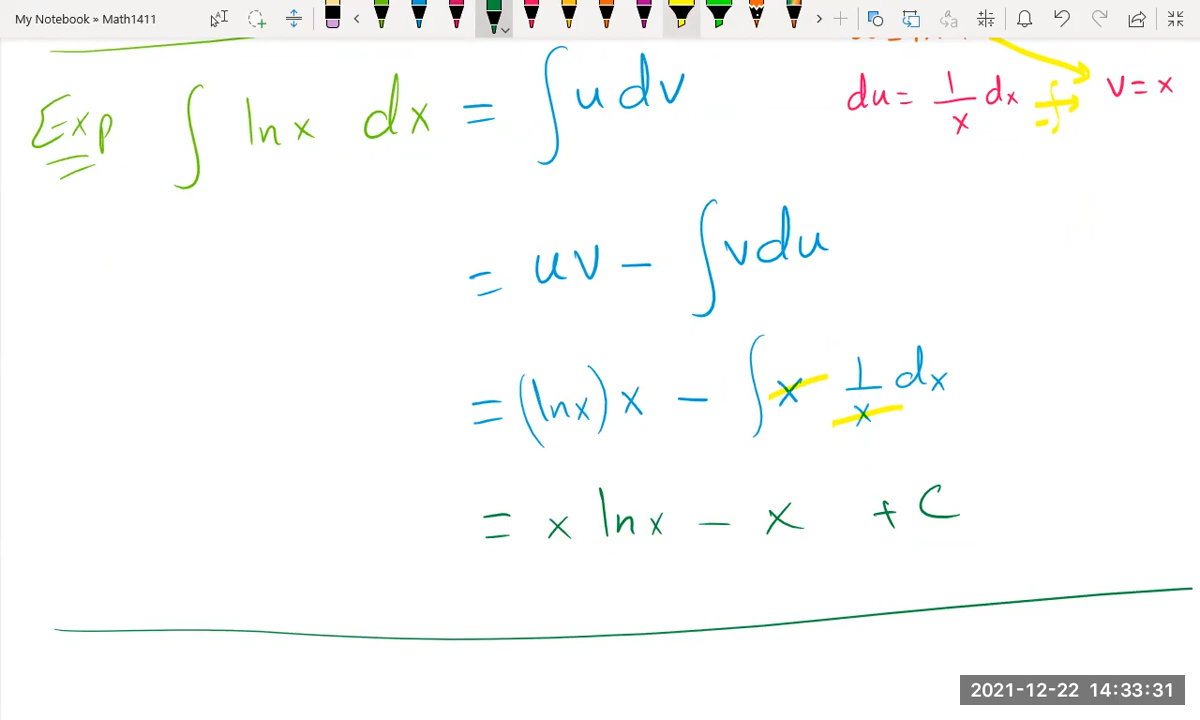 My Notebook » Math1411
Exp ∫ ln x dx = ∫ u dv
du = 1/x dx
v = x
= uv − ∫ v du
= (ln x) x − ∫ x 1/x dx
= x ln x − x + C
2021-12-22 14:33:31